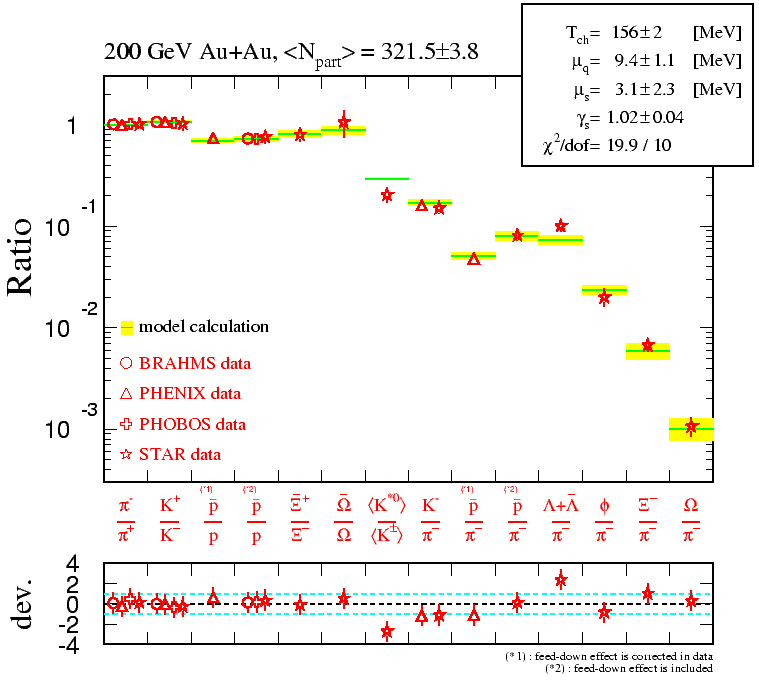 200 GeV Au+Au, <N_part> = 321.5±3.8
T_ch= 156±2 [MeV]
μ_q= 9.4±1.1 [MeV]
μ_s= 3.1±2.3 [MeV]
γ_s= 1.02±0.04
χ²/dof= 19.9 / 10
Ratio
1
10⁻¹
10⁻²
10⁻³
model calculation
BRAHMS data
PHENIX data
PHOBOS data
STAR data
π⁻/π⁺ K⁺/K⁻ (*1) p̄/p (*2) p̄/p Ξ̄⁺/Ξ⁻ Ω̄/Ω ⟨K*⁰⟩/⟨K±⟩ K⁻/π⁻ (*1) p̄/π⁻ (*2) p̄/π⁻ Λ+Λ̄/π⁻ ϕ/π⁻ Ξ⁻/π⁻ Ω/π⁻
dev.
4
2
0
-2
-4
(*1) : feed-down effect is corrected in data
(*2) : feed-down effect is included